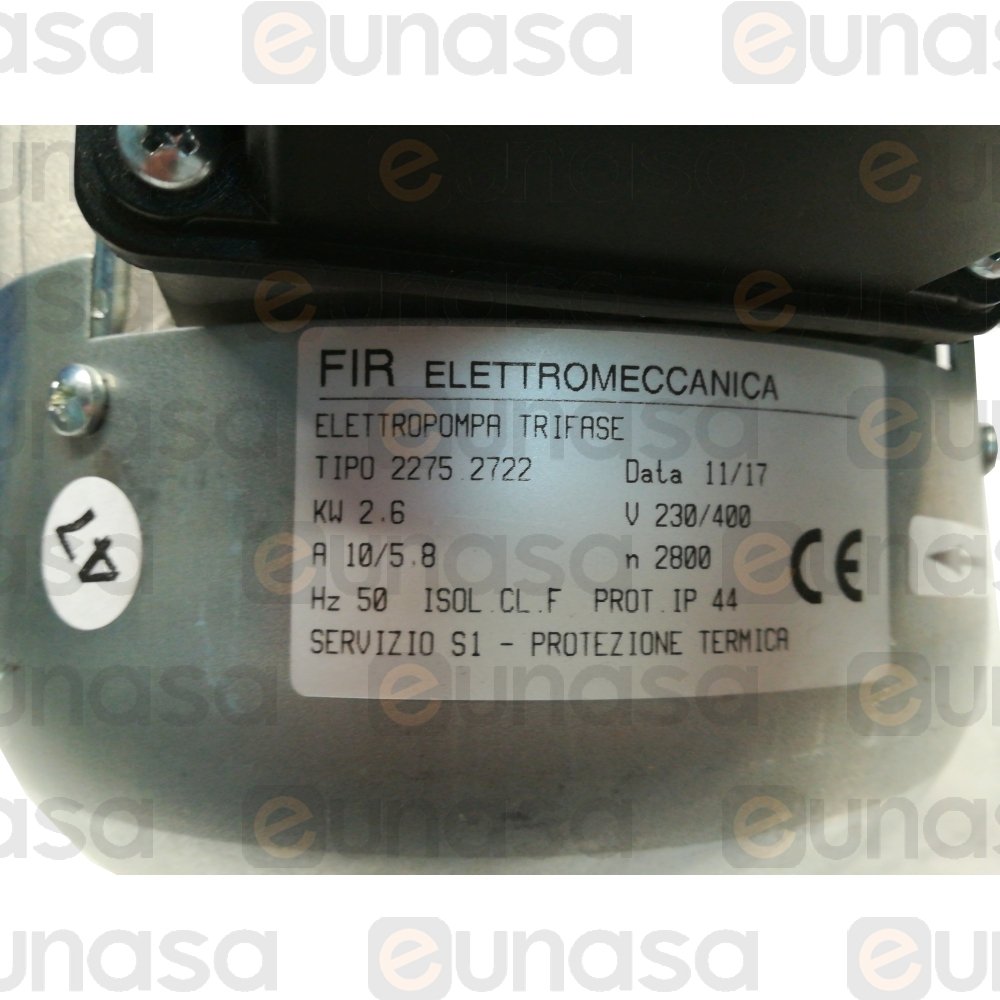 eunasa
FIR ELETTROMECCANICA
ELETTROPOMPA TRIFASE
TIPO 2275.2722 Data 11/17
KW 2.6 V 230/400
A 10/5.8 n 2800
Hz 50 ISOL.CL.F PROT.IP 44
SERVIZIO S1 - PROTEZIONE TERMICA
CE